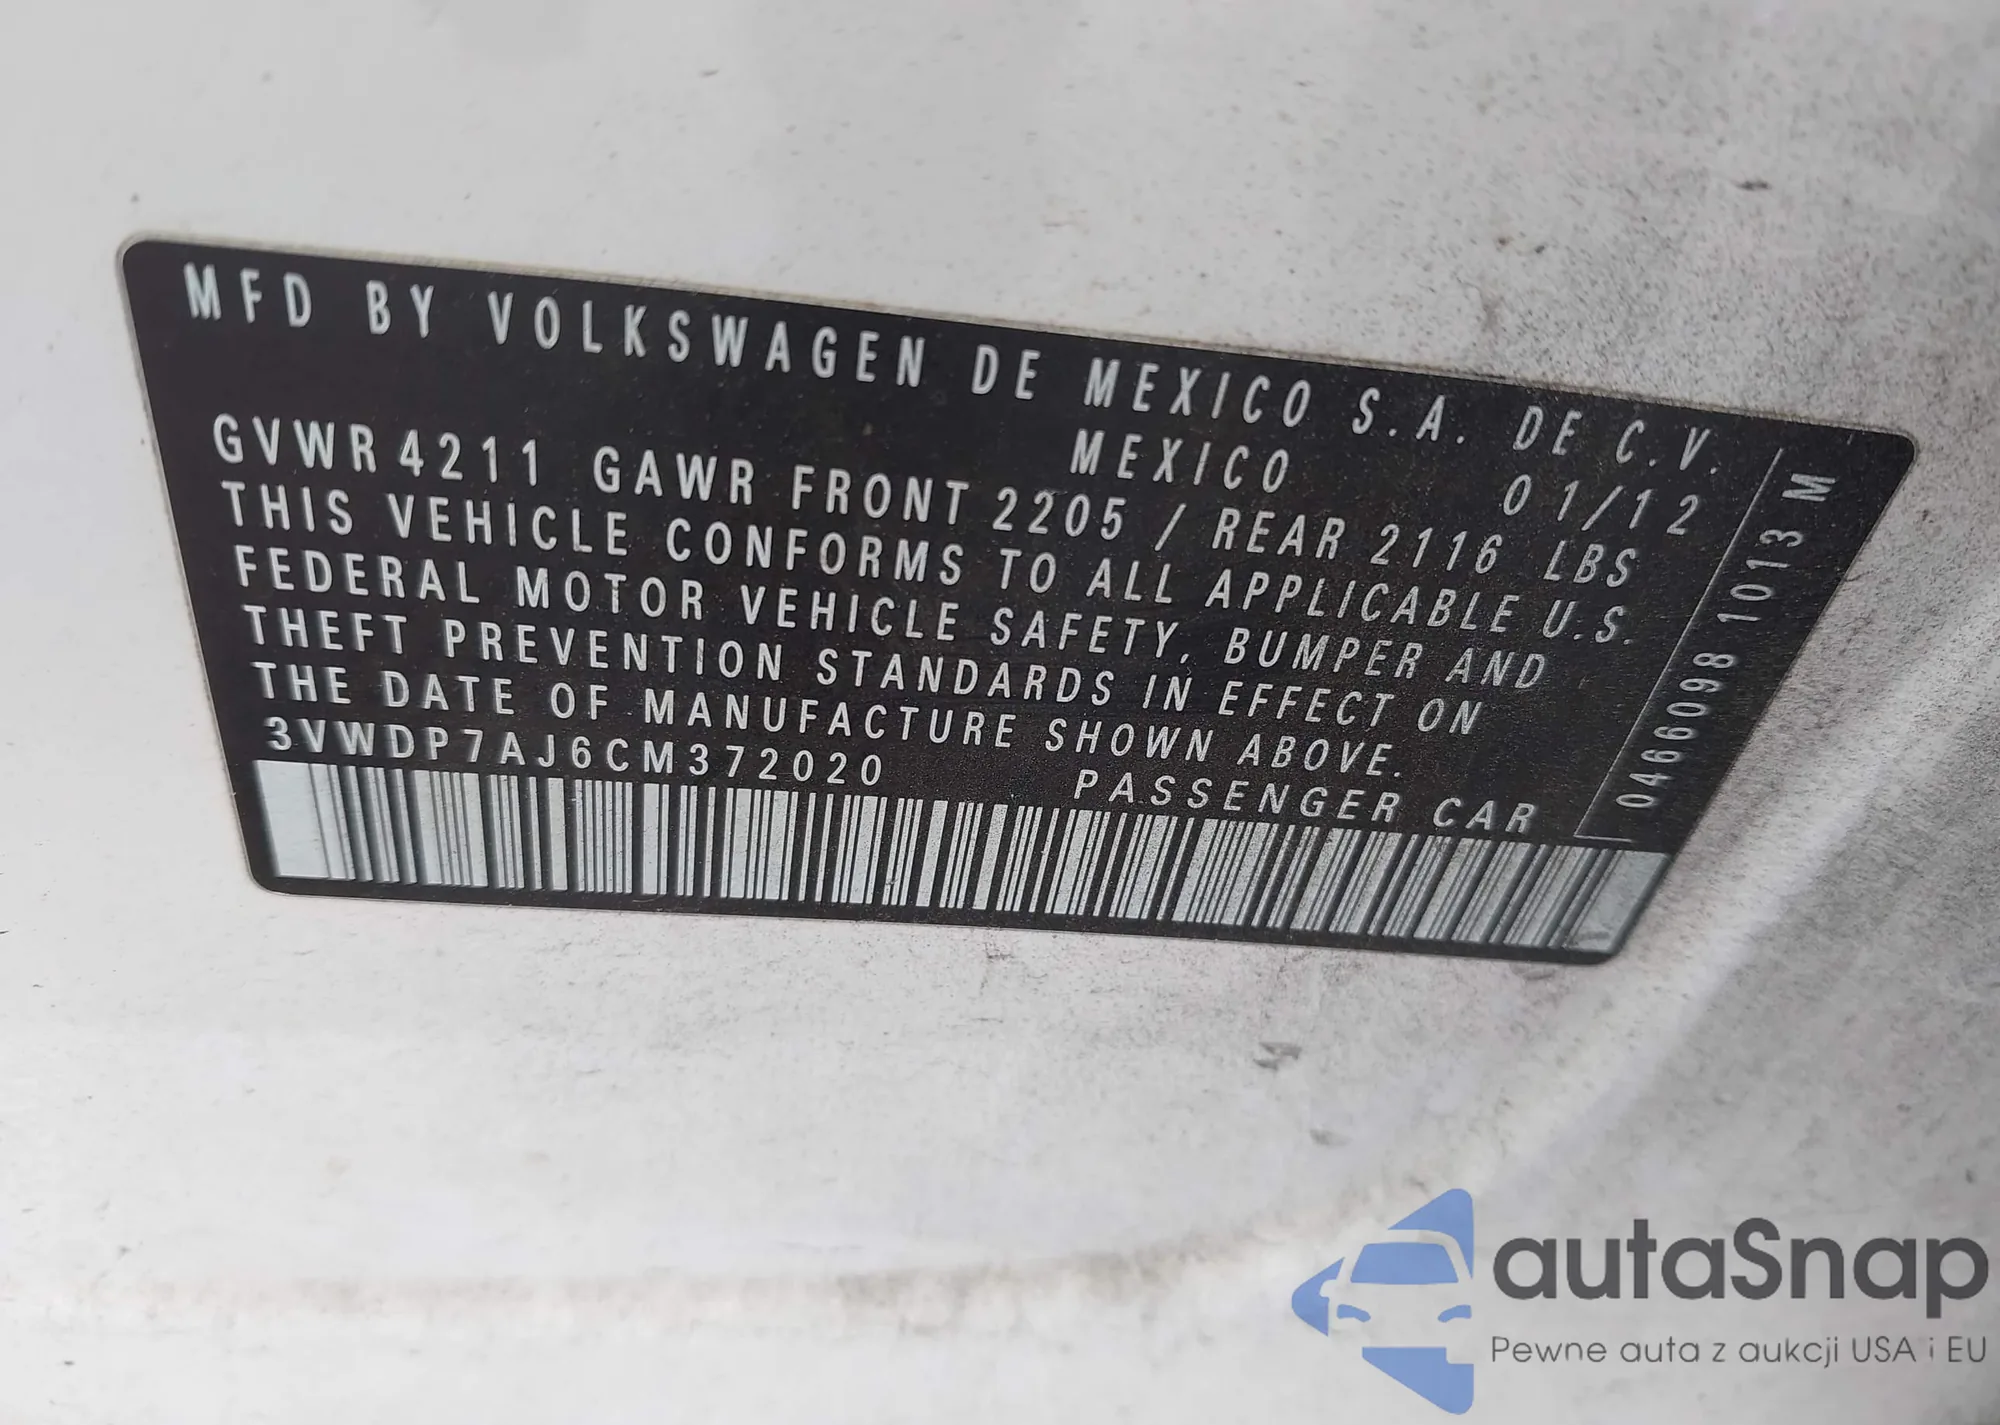 MFD BY VOLKSWAGEN DE MEXICO S.A. DE C.V.
MEXICO 01/12
GVWR 4211 GAWR FRONT 2205 / REAR 2116 LBS
THIS VEHICLE CONFORMS TO ALL APPLICABLE U.S.
FEDERAL MOTOR VEHICLE SAFETY, BUMPER AND
THEFT PREVENTION STANDARDS IN EFFECT ON
THE DATE OF MANUFACTURE SHOWN ABOVE.
3VWDP7AJ6CM372020 PASSENGER CAR
0466098 1013 M
autaSnap
Pewne auta z aukcji USA i EU